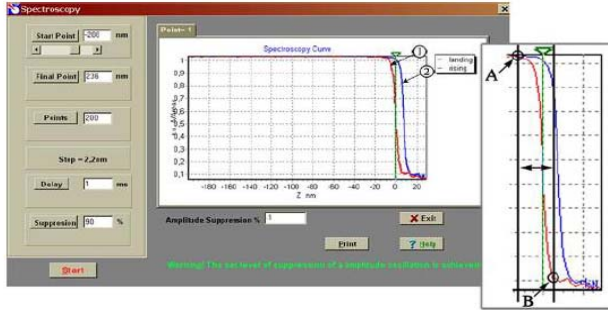 Spectroscopy
Start Point -200 nm
Final Point 236 nm
Points 200
Step = 2,2nm
Delay 1 ms
Suppresion 90 %
Start
Point= 1
Spectroscopy Curve
1
2
landing
rising
1
0,9
0,8
0,7
0,6
0,5
0,4
0,3
0,2
0,1
-180 -160 -140 -120 -100 -80 -60 -40 -20 0 20
Z nm
Amplitude Suppresion % 1
Exit
Print
Help
Warning! The set level of suppression of a amplitude oscillation is achieved
A
B